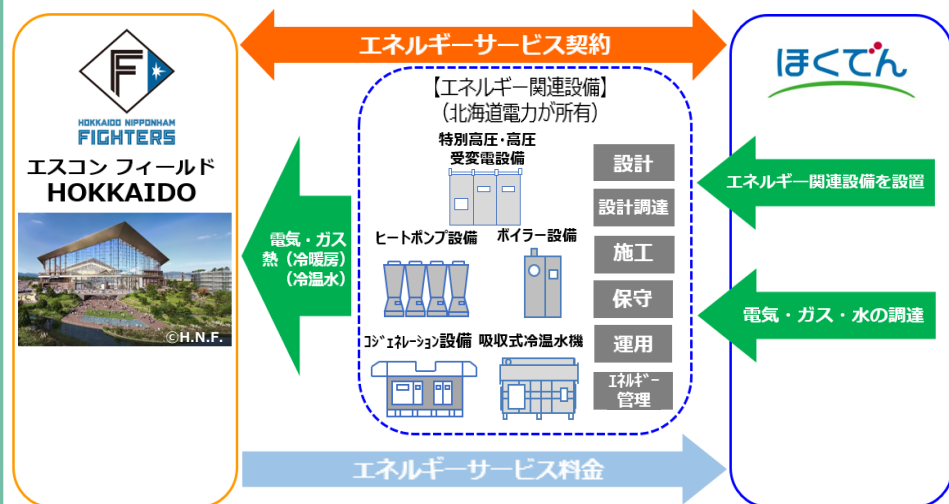 エネルギーサービス契約
F
HOKKAIDO NIPPONHAM
FIGHTERS
エスコン フィールド
HOKKAIDO
©H.N.F.
電気・ガス
熱（冷暖房）
（冷温水）
【エネルギー関連設備】
（北海道電力が所有）
特別高圧・高圧
受変電設備
ヒートポンプ設備
ボイラー設備
コジェネレーション設備
吸収式冷温水機
設計
設計調達
施工
保守
運用
エネルギー
管理
ほくでん
エネルギー関連設備を設置
電気・ガス・水の調達
エネルギーサービス料金